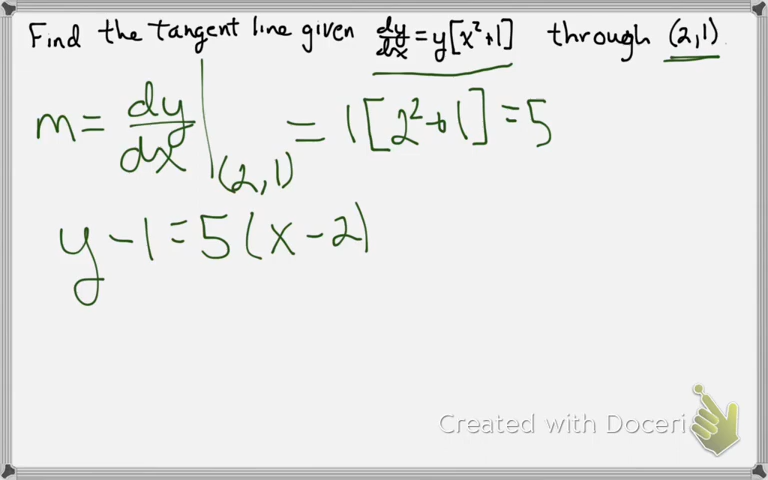 Find the tangent line given dy/dx = y[x²+1] through (2,1).
m = dy/dx |(2,1) = 1[2²+1] = 5
y - 1 = 5(x - 2)
Created with Doceri